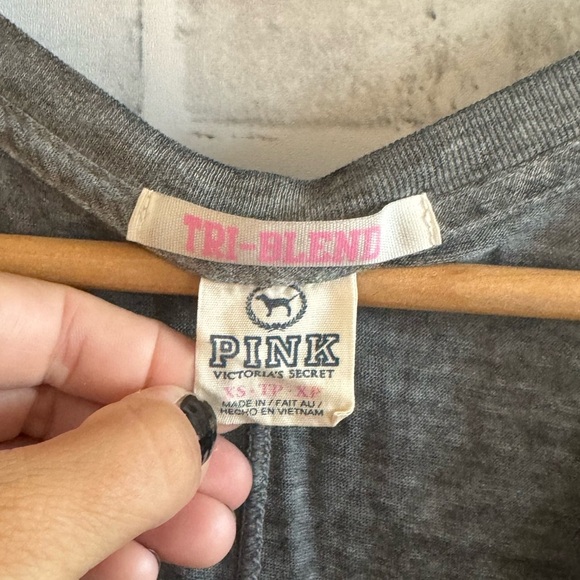 TRI-BLEND
PINK
VICTORIA'S SECRET
XS · TP · XP
MADE IN / FAIT AU /
HECHO EN VIETNAM